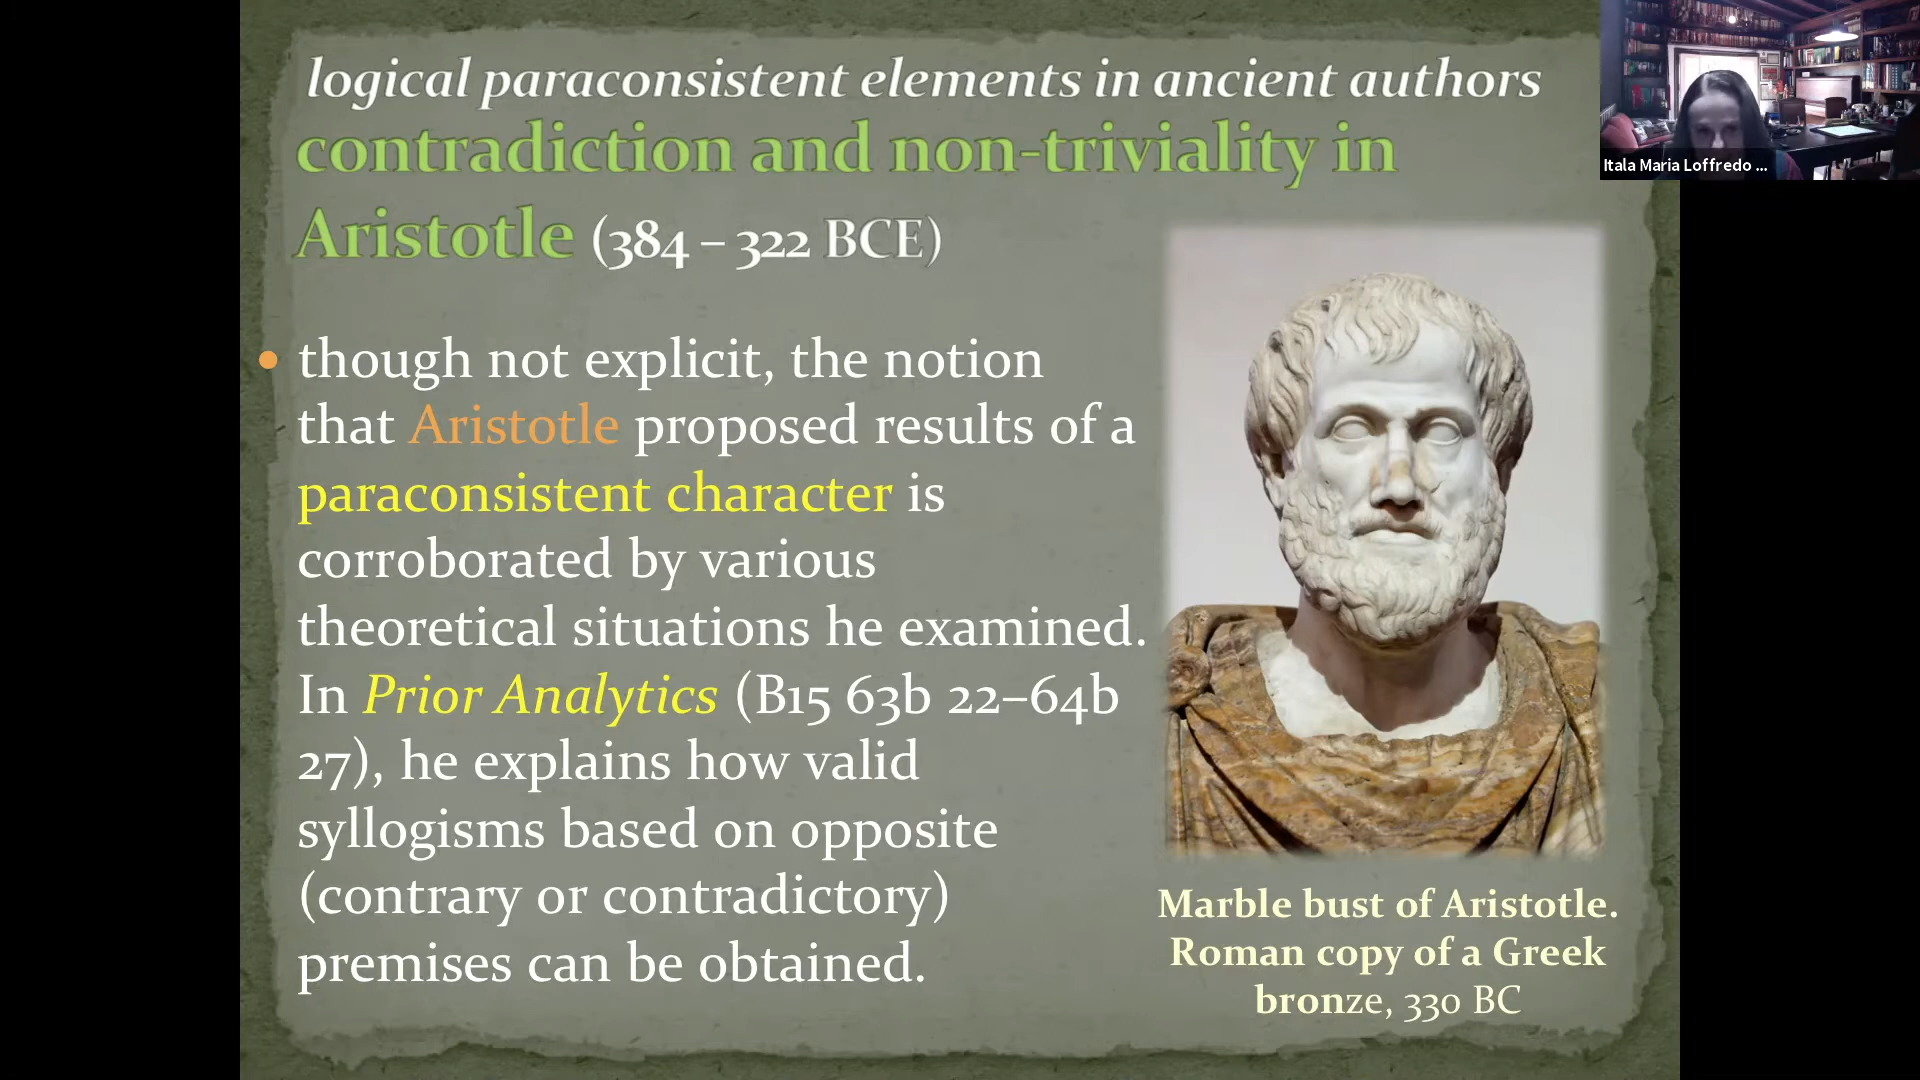 logical paraconsistent elements in ancient authors
contradiction and non-triviality in
Aristotle (384 – 322 BCE)
• though not explicit, the notion
that Aristotle proposed results of a
paraconsistent character is
corroborated by various
theoretical situations he examined.
In Prior Analytics (B15 63b 22–64b
27), he explains how valid
syllogisms based on opposite
(contrary or contradictory)
premises can be obtained.
Marble bust of Aristotle.
Roman copy of a Greek
bronze, 330 BC
Itala Maria Loffredo ...